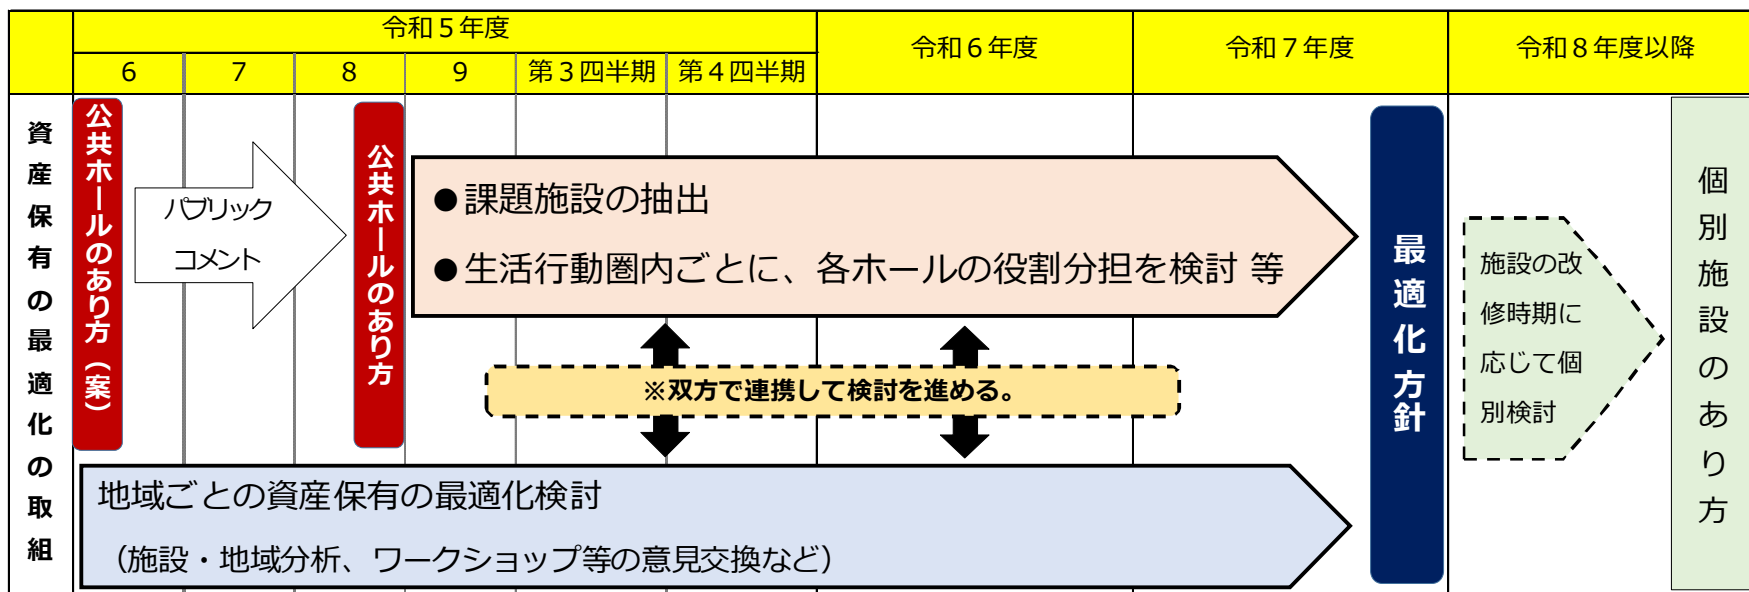 令和５年度
令和６年度
令和７年度
令和８年度以降
6
7
8
9
第３四半期
第４四半期
資産保有の最適化の取組
公共ホールのあり方（案）
パブリック
コメント
公共ホールのあり方
●課題施設の抽出
●生活行動圏内ごとに、各ホールの役割分担を検討 等
※双方で連携して検討を進める。
地域ごとの資産保有の最適化検討
（施設・地域分析、ワークショップ等の意見交換など）
最適化方針
施設の改
修時期に
応じて個
別検討
個別施設のあり方